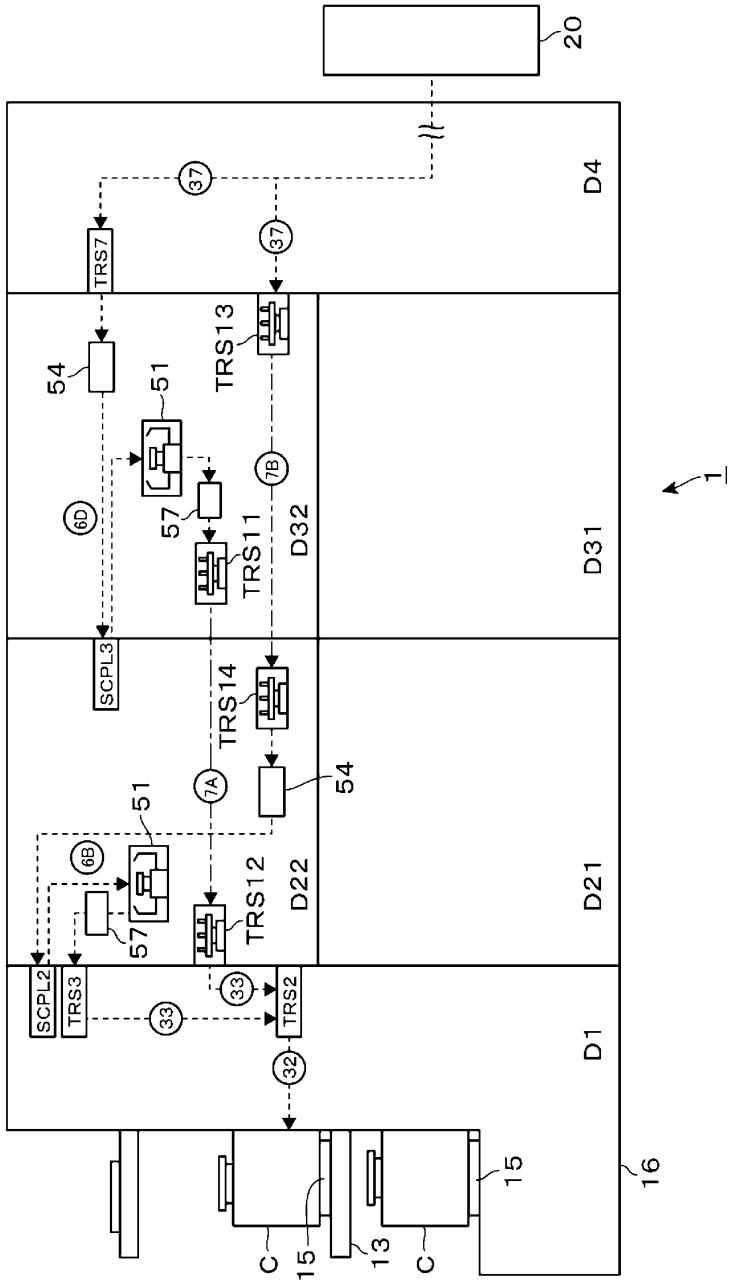 20
D4
37
37
TRS7
TRS13
54
51
7B
6D
57
TRS11
D32
D31
SCPL3
TRS14
7A
54
51
6B
57
TRS12
D22
D21
SCPL2
TRS3
33
33
TRS2
32
D1
C
15
13
C
15
16
1